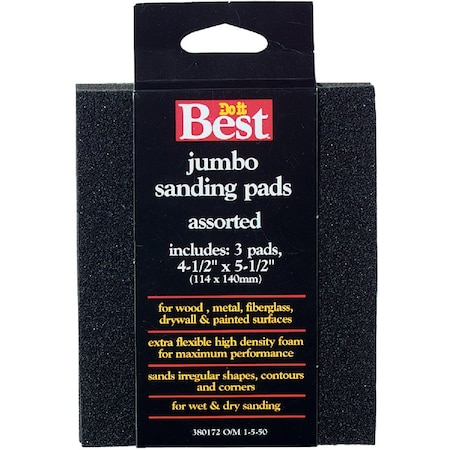 Do it
Best
jumbo
sanding pads
assorted
includes: 3 pads,
4-1/2" x 5-1/2"
(114 x 140mm)
for wood , metal, fiberglass,
drywall & painted surfaces
extra flexible high density foam
for maximum performance
sands irregular shapes, contours
and corners
for wet & dry sanding
380172 O/M 1-5-50